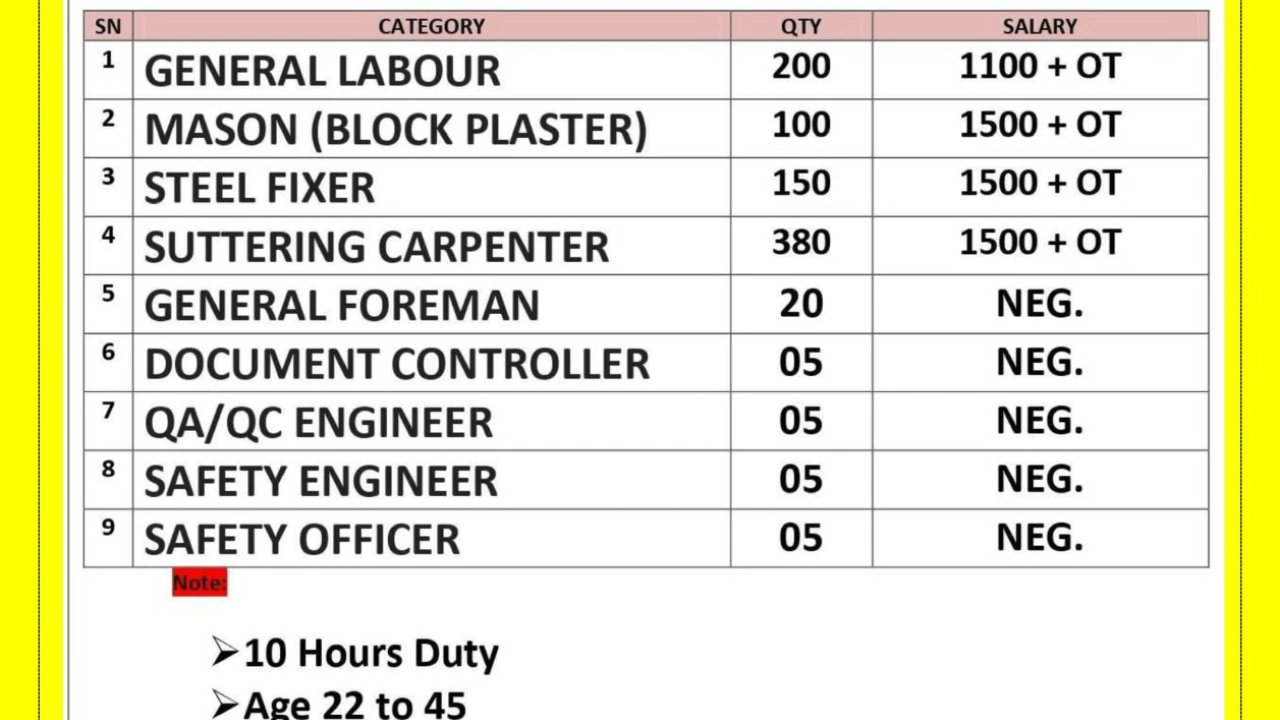 SN CATEGORY QTY SALARY
1 GENERAL LABOUR 200 1100 + OT
2 MASON (BLOCK PLASTER) 100 1500 + OT
3 STEEL FIXER 150 1500 + OT
4 SUTTERING CARPENTER 380 1500 + OT
5 GENERAL FOREMAN 20 NEG.
6 DOCUMENT CONTROLLER 05 NEG.
7 QA/QC ENGINEER 05 NEG.
8 SAFETY ENGINEER 05 NEG.
9 SAFETY OFFICER 05 NEG.
Note:
➢10 Hours Duty
➢Age 22 to 45